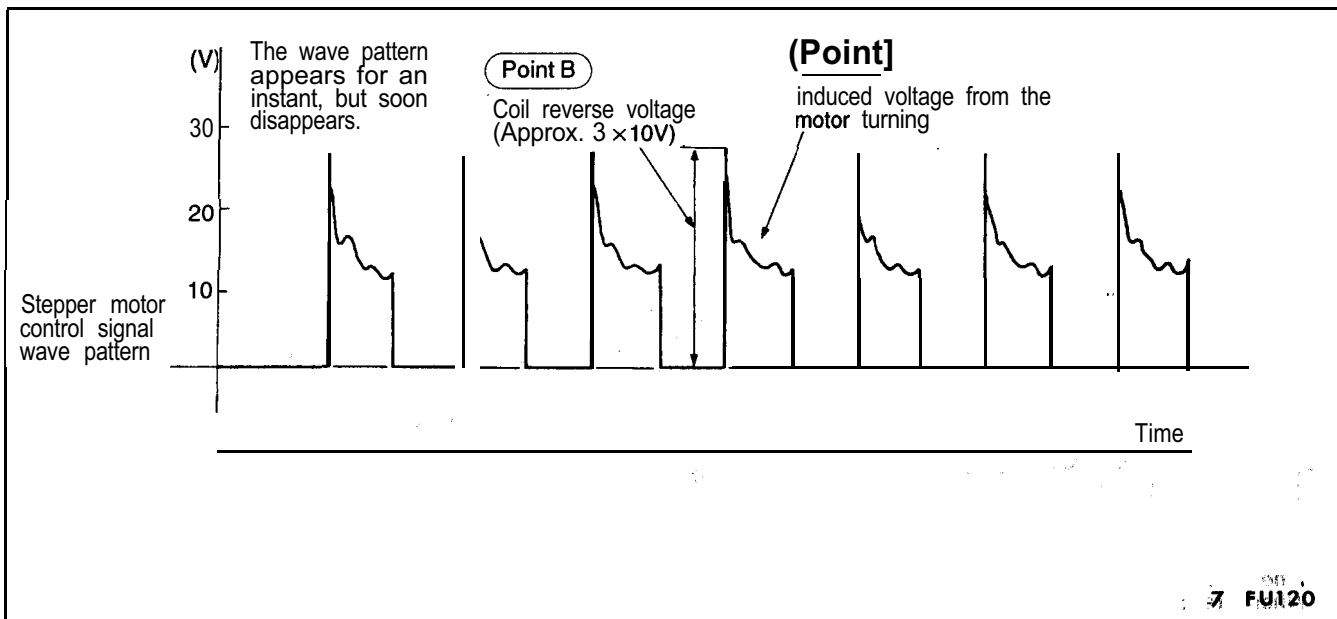 (V)
The wave pattern
appears for an
instant, but soon
disappears.
Point B
Coil reverse voltage
(Approx. 3 ×10V)
(Point]
induced voltage from the
motor turning
30
20
10
Stepper motor
control signal
wave pattern
Time
7 FU120